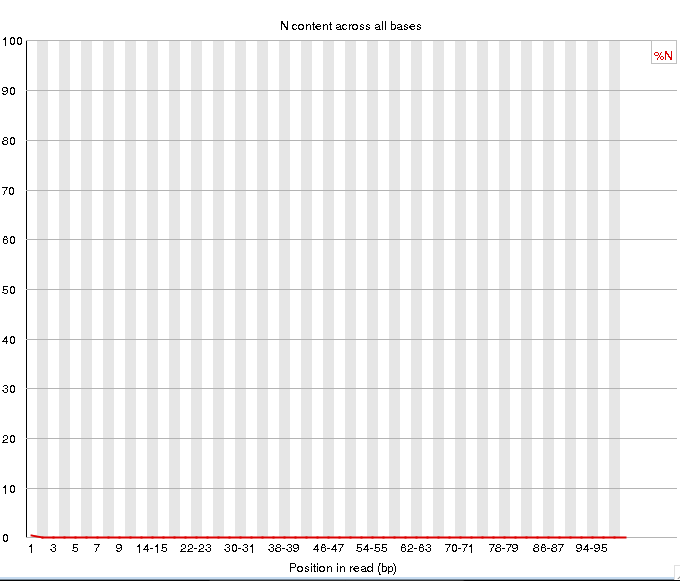 N content across all bases
%N
100
90
80
70
60
50
40
30
20
10
0
1 3 5 7 9 14-15 22-23 30-31 38-39 46-47 54-55 62-63 70-71 78-79 86-87 94-95
Position in read (bp)